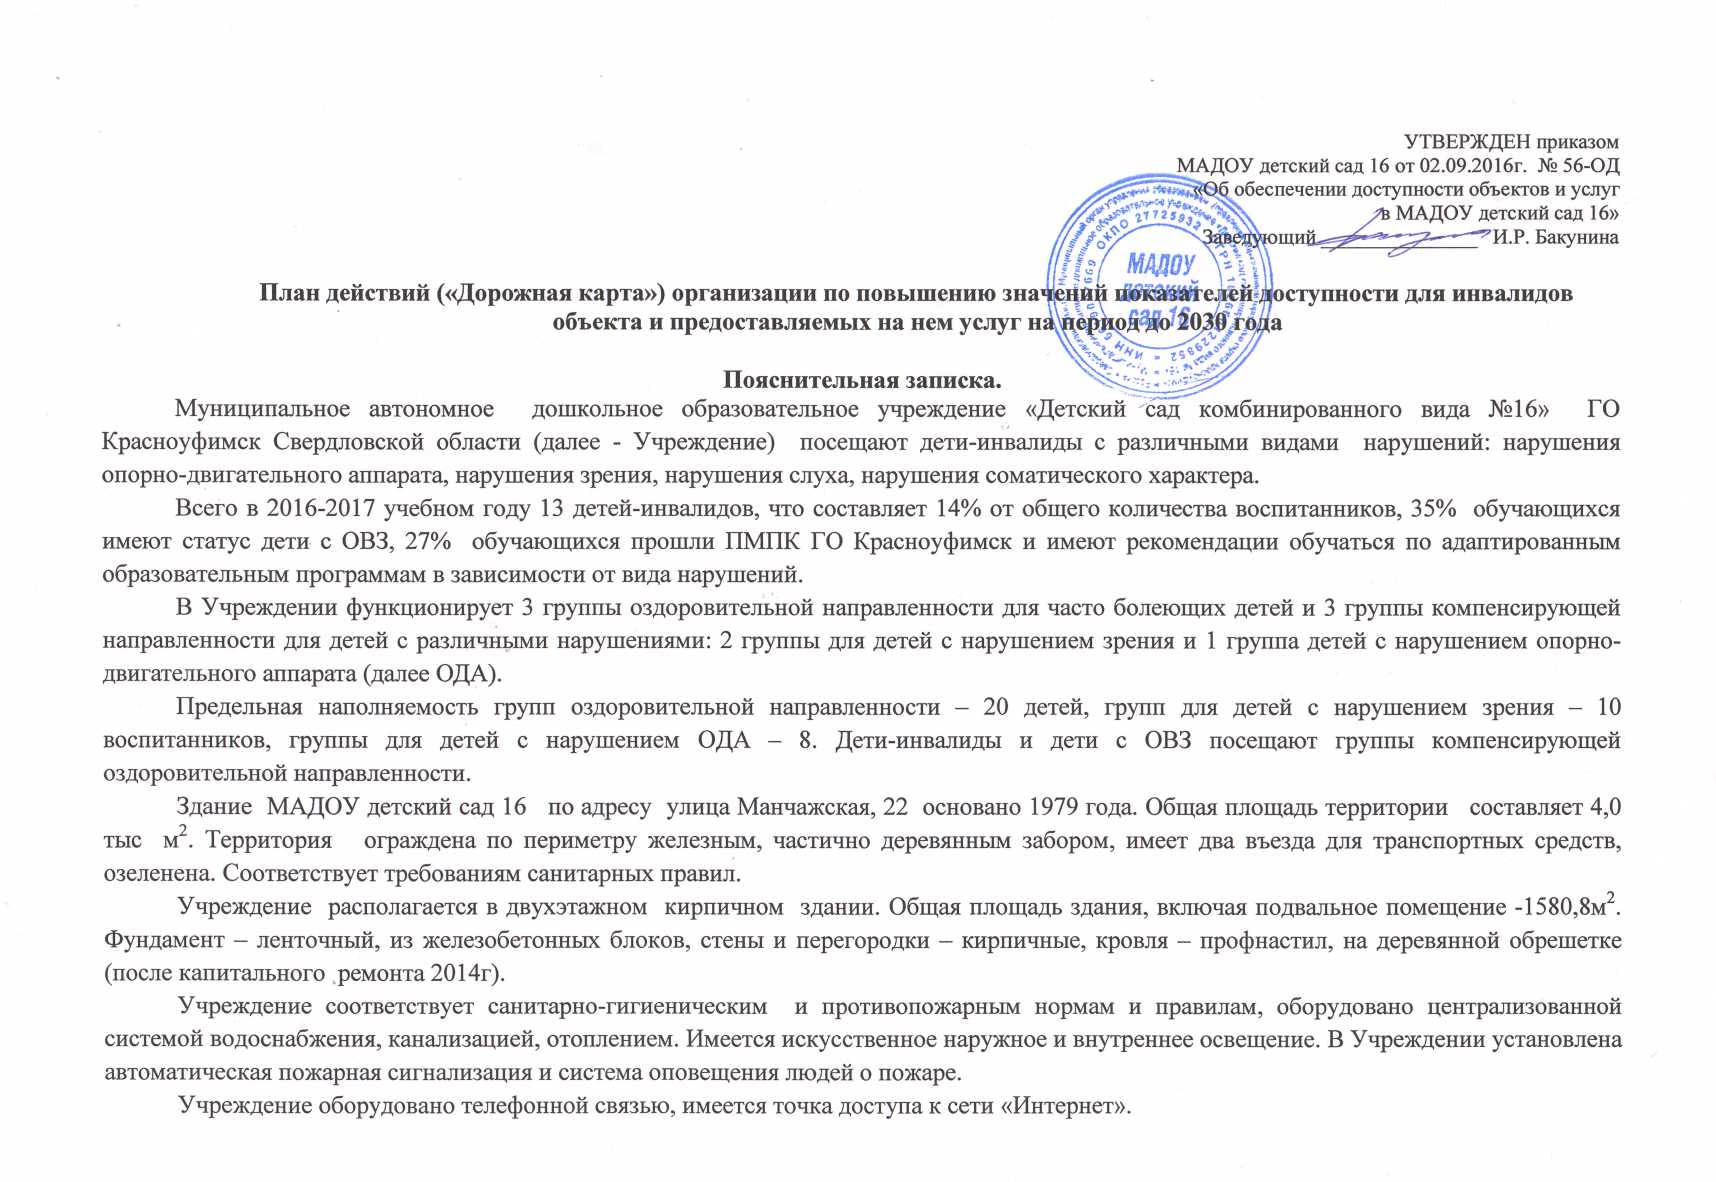 УТВЕРЖДЕН приказом
МАДОУ детский сад 16 от 02.09.2016г.  № 56-ОД
«Об обеспечении доступности объектов и услуг
в МАДОУ детский сад 16»
Заведующий_______________ И.Р. Бакунина
МАДОУ
детский
сад 16
ОКПО 27725932
План действий («Дорожная карта») организации по повышению значений показателей доступности для инвалидов
объекта и предоставляемых на нем услуг на период до 2030 года
Пояснительная записка.
Муниципальное автономное дошкольное образовательное учреждение «Детский сад комбинированного вида №16» ГО
Красноуфимск Свердловской области (далее - Учреждение) посещают дети-инвалиды с различными видами нарушений: нарушения
опорно-двигательного аппарата, нарушения зрения, нарушения слуха, нарушения соматического характера.
Всего в 2016-2017 учебном году 13 детей-инвалидов, что составляет 14% от общего количества воспитанников, 35% обучающихся
имеют статус дети с ОВЗ, 27% обучающихся прошли ПМПК ГО Красноуфимск и имеют рекомендации обучаться по адаптированным
образовательным программам в зависимости от вида нарушений.
В Учреждении функционирует 3 группы оздоровительной направленности для часто болеющих детей и 3 группы компенсирующей
направленности для детей с различными нарушениями: 2 группы для детей с нарушением зрения и 1 группа детей с нарушением опорно-
двигательного аппарата (далее ОДА).
Предельная наполняемость групп оздоровительной направленности – 20 детей, групп для детей с нарушением зрения – 10
воспитанников, группы для детей с нарушением ОДА – 8. Дети-инвалиды и дети с ОВЗ посещают группы компенсирующей
оздоровительной направленности.
Здание МАДОУ детский сад 16 по адресу улица Манчажская, 22 основано 1979 года. Общая площадь территории составляет 4,0
тыс м². Территория ограждена по периметру железным, частично деревянным забором, имеет два въезда для транспортных средств,
озеленена. Соответствует требованиям санитарных правил.
Учреждение располагается в двухэтажном кирпичном здании. Общая площадь здания, включая подвальное помещение -1580,8м².
Фундамент – ленточный, из железобетонных блоков, стены и перегородки – кирпичные, кровля – профнастил, на деревянной обрешетке
(после капитального ремонта 2014г).
Учреждение соответствует санитарно-гигиеническим и противопожарным нормам и правилам, оборудовано централизованной
системой водоснабжения, канализацией, отоплением. Имеется искусственное наружное и внутреннее освещение. В Учреждении установлена
автоматическая пожарная сигнализация и система оповещения людей о пожаре.
Учреждение оборудовано телефонной связью, имеется точка доступа к сети «Интернет».